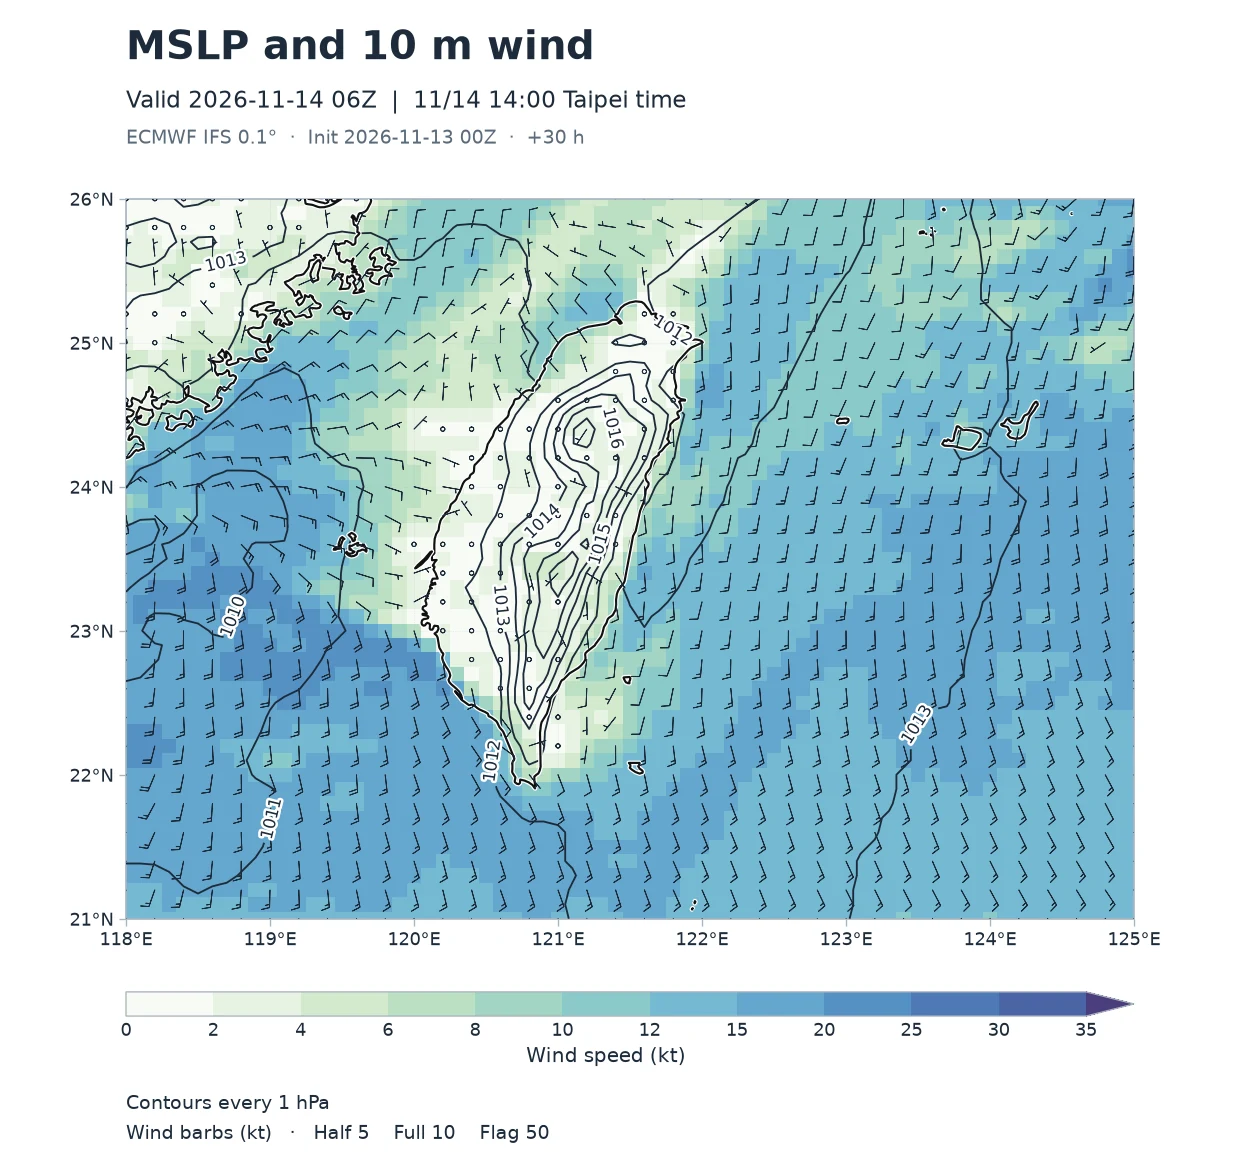 MSLP and 10 m wind
Valid 2026-11-14 06Z | 11/14 14:00 Taipei time
ECMWF IFS 0.1° · Init 2026-11-13 00Z · +30 h
26°N
25°N
24°N
23°N
22°N
21°N
1013
1012
1016
1014
1015
1013
1010
1013
1012
1011
118°E 119°E 120°E 121°E 122°E 123°E 124°E 125°E
0 2 4 6 8 10 12 15 20 25 30 35
Wind speed (kt)
Contours every 1 hPa
Wind barbs (kt) · Half 5 Full 10 Flag 50